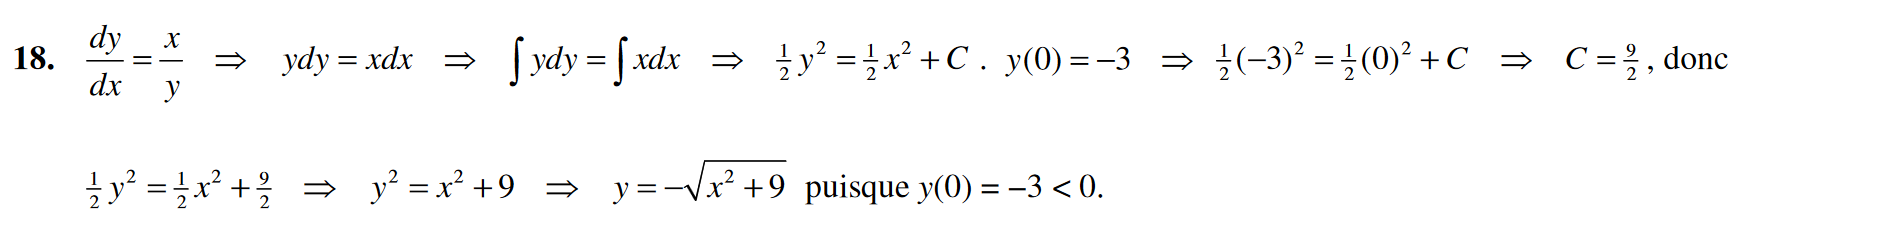 18. dy/dx = x/y ⇒ ydy = xdx ⇒ ∫ydy = ∫xdx ⇒ ½y² = ½x² + C . y(0) = −3 ⇒ ½(−3)² = ½(0)² + C ⇒ C = 9/2 , donc
½y² = ½x² + 9/2 ⇒ y² = x² + 9 ⇒ y = −√(x² + 9) puisque y(0) = −3 < 0.